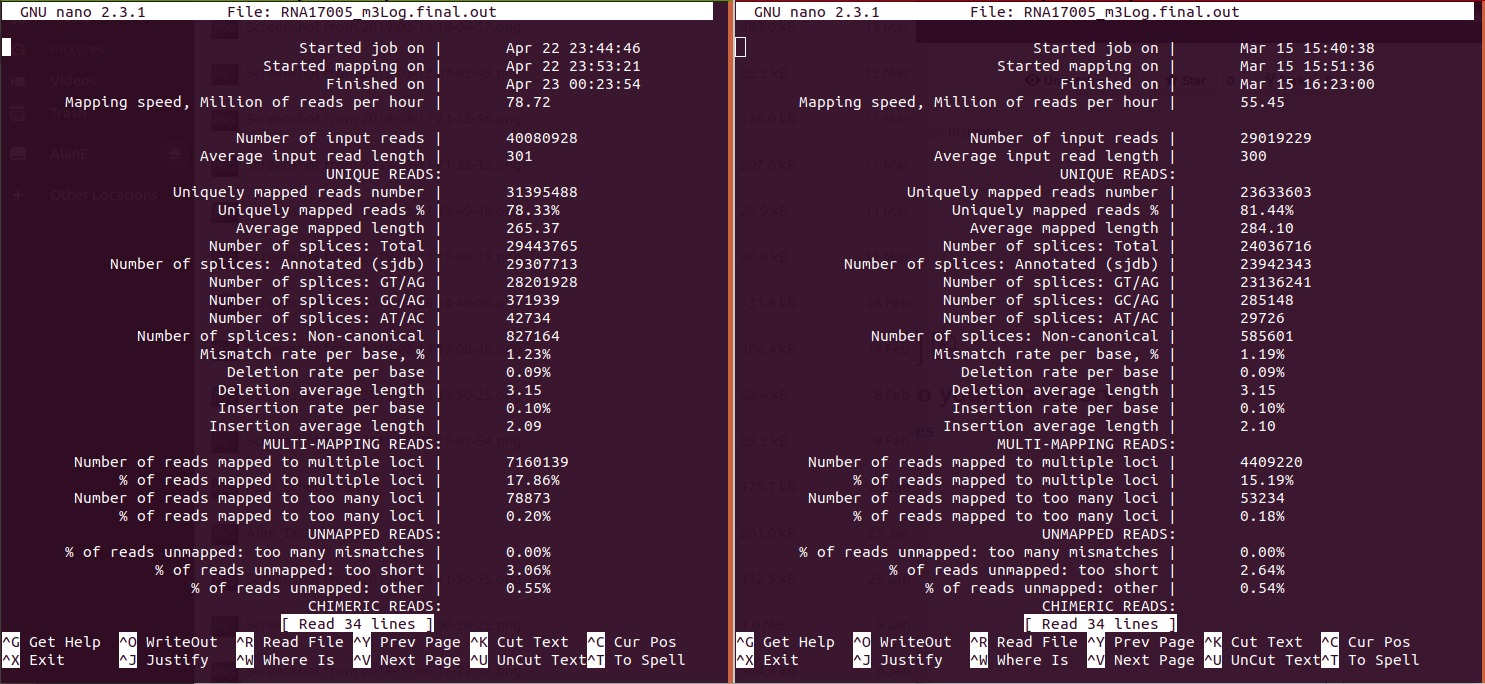 GNU nano 2.3.1 File: RNA17005_m3Log.final.out
Started job on | Apr 22 23:44:46
Started mapping on | Apr 22 23:53:21
Finished on | Apr 23 00:23:54
Mapping speed, Million of reads per hour | 78.72
Number of input reads | 40080928
Average input read length | 301
UNIQUE READS:
Uniquely mapped reads number | 31395488
Uniquely mapped reads % | 78.33%
Average mapped length | 265.37
Number of splices: Total | 29443765
Number of splices: Annotated (sjdb) | 29307713
Number of splices: GT/AG | 28201928
Number of splices: GC/AG | 371939
Number of splices: AT/AC | 42734
Number of splices: Non-canonical | 827164
Mismatch rate per base, % | 1.23%
Deletion rate per base | 0.09%
Deletion average length | 3.15
Insertion rate per base | 0.10%
Insertion average length | 2.09
MULTI-MAPPING READS:
Number of reads mapped to multiple loci | 7160139
% of reads mapped to multiple loci | 17.86%
Number of reads mapped to too many loci | 78873
% of reads mapped to too many loci | 0.20%
UNMAPPED READS:
% of reads unmapped: too many mismatches | 0.00%
% of reads unmapped: too short | 3.06%
% of reads unmapped: other | 0.55%
CHIMERIC READS:
[ Read 34 lines ]
^G Get Help ^O WriteOut ^R Read File ^Y Prev Page ^K Cut Text ^C Cur Pos
^X Exit ^J Justify ^W Where Is ^V Next Page ^U UnCut Text ^T To Spell
GNU nano 2.3.1 File: RNA17005_m3Log.final.out
Started job on | Mar 15 15:40:38
Started mapping on | Mar 15 15:51:36
Finished on | Mar 15 16:23:00
Mapping speed, Million of reads per hour | 55.45
Number of input reads | 29019229
Average input read length | 300
UNIQUE READS:
Uniquely mapped reads number | 23633603
Uniquely mapped reads % | 81.44%
Average mapped length | 284.10
Number of splices: Total | 24036716
Number of splices: Annotated (sjdb) | 23942343
Number of splices: GT/AG | 23136241
Number of splices: GC/AG | 285148
Number of splices: AT/AC | 29726
Number of splices: Non-canonical | 585601
Mismatch rate per base, % | 1.19%
Deletion rate per base | 0.09%
Deletion average length | 3.15
Insertion rate per base | 0.10%
Insertion average length | 2.10
MULTI-MAPPING READS:
Number of reads mapped to multiple loci | 4409220
% of reads mapped to multiple loci | 15.19%
Number of reads mapped to too many loci | 53234
% of reads mapped to too many loci | 0.18%
UNMAPPED READS:
% of reads unmapped: too many mismatches | 0.00%
% of reads unmapped: too short | 2.64%
% of reads unmapped: other | 0.54%
CHIMERIC READS:
[ Read 34 lines ]
^G Get Help ^O WriteOut ^R Read File ^Y Prev Page ^K Cut Text ^C Cur Pos
^X Exit ^J Justify ^W Where Is ^V Next Page ^U UnCut Text ^T To Spell